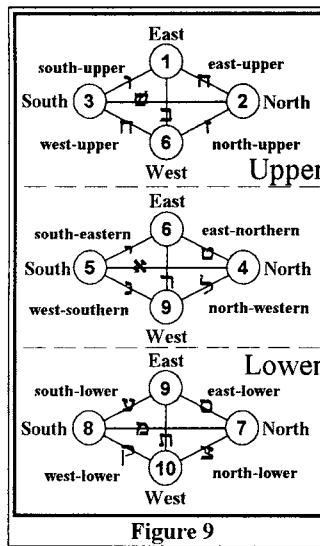 East
1
south-upper
east-upper
ש
South 3
2 North
ב
ח
ז
west-upper
6
north-upper
West
Upper
East
south-eastern
6
east-northern
י
ט
South 5
א
4 North
נ
ל
west-southern
9
north-western
West
Lower
East
south-lower
9
east-lower
ע
ס
South 8
מ
7 North
ת
ק
צ
west-lower
10
north-lower
West
Figure 9